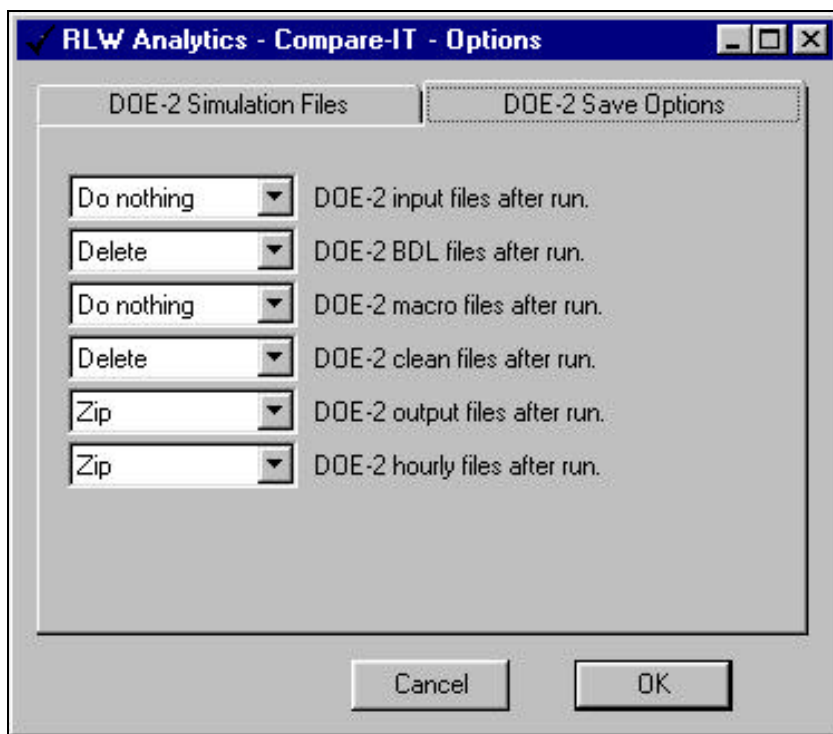 RLW Analytics - Compare-IT - Options
DOE-2 Simulation Files DOE-2 Save Options
Do nothing DOE-2 input files after run.
Delete DOE-2 BDL files after run.
Do nothing DOE-2 macro files after run.
Delete DOE-2 clean files after run.
Zip DOE-2 output files after run.
Zip DOE-2 hourly files after run.
Cancel OK